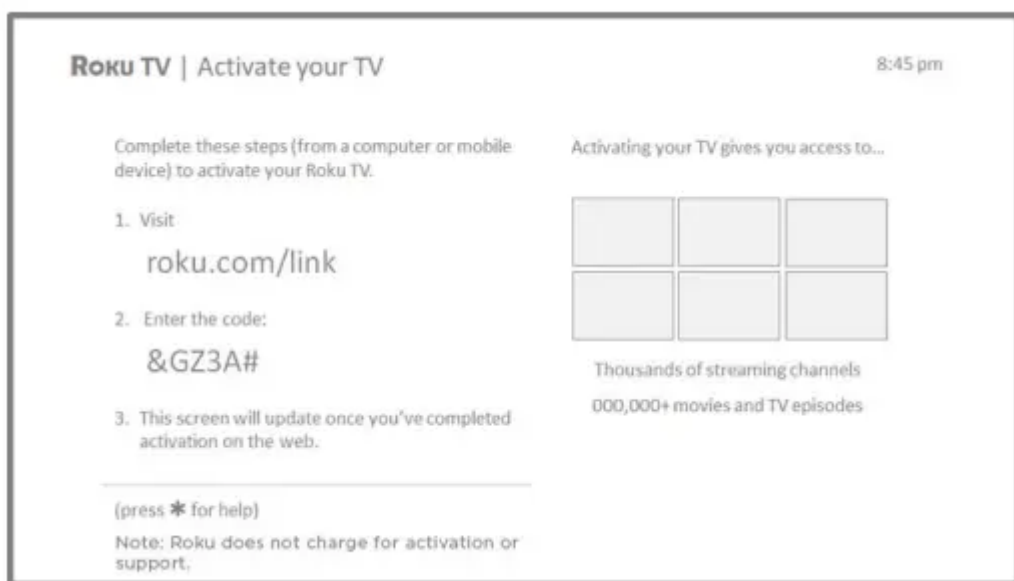 ROKU TV | Activate your TV
8:45 pm
Complete these steps (from a computer or mobile
device) to activate your Roku TV.
1. Visit
roku.com/link
2. Enter the code:
&GZ3A#
3. This screen will update once you've completed
activation on the web.
(press ✱ for help)
Note: Roku does not charge for activation or
support.
Activating your TV gives you access to...
Thousands of streaming channels
000,000+ movies and TV episodes